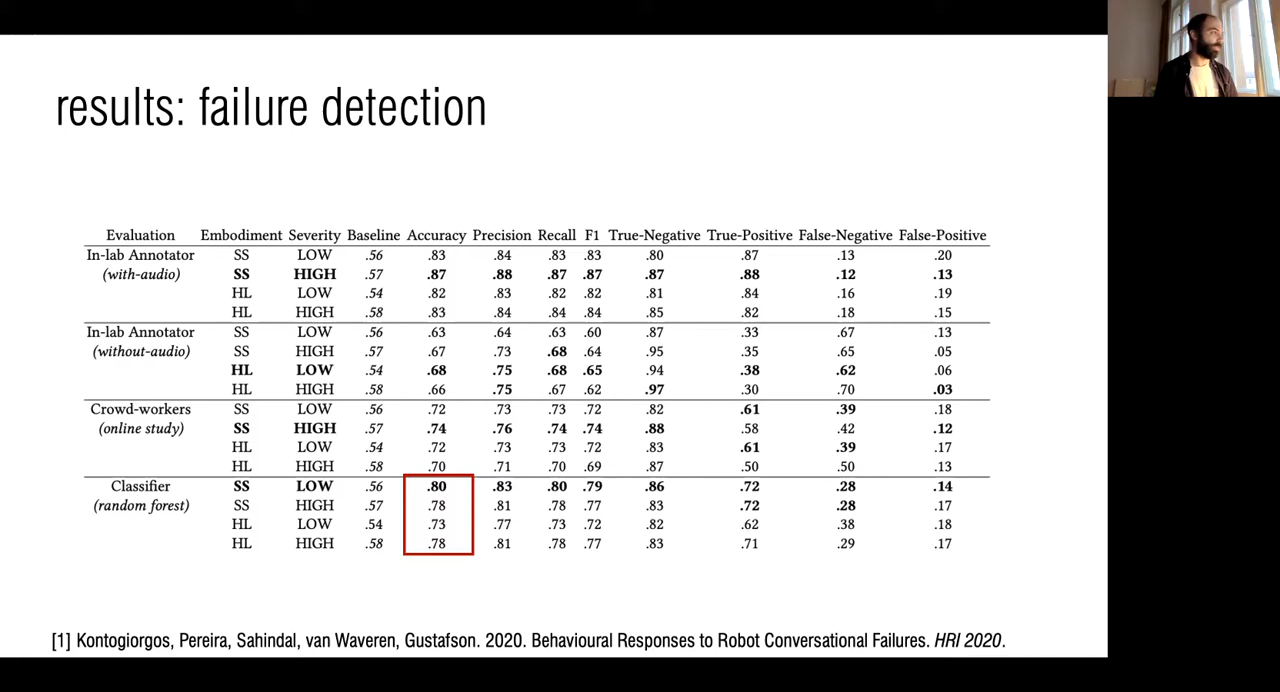 results: failure detection
Evaluation Embodiment Severity Baseline Accuracy Precision Recall F1 True-Negative True-Positive False-Negative False-Positive
In-lab Annotator SS LOW .56 .83 .84 .83 .83 .80 .87 .13 .20
(with-audio) SS HIGH .57 .87 .88 .87 .87 .87 .88 .12 .13
HL LOW .54 .82 .83 .82 .82 .81 .84 .16 .19
HL HIGH .58 .83 .84 .84 .84 .85 .82 .18 .15
In-lab Annotator SS LOW .56 .63 .64 .63 .60 .87 .33 .67 .13
(without-audio) SS HIGH .57 .67 .73 .68 .64 .95 .35 .65 .05
HL LOW .54 .68 .75 .68 .65 .94 .38 .62 .06
HL HIGH .58 .66 .75 .67 .62 .97 .30 .70 .03
Crowd-workers SS LOW .56 .72 .73 .73 .72 .82 .61 .39 .18
(online study) SS HIGH .57 .74 .76 .74 .74 .88 .58 .42 .12
HL LOW .54 .72 .73 .73 .72 .83 .61 .39 .17
HL HIGH .58 .70 .71 .70 .69 .87 .50 .50 .13
Classifier SS LOW .56 .80 .83 .80 .79 .86 .72 .28 .14
(random forest) SS HIGH .57 .78 .81 .78 .77 .83 .72 .28 .17
HL LOW .54 .73 .77 .73 .72 .82 .62 .38 .18
HL HIGH .58 .78 .81 .78 .77 .83 .71 .29 .17
[1] Kontogiorgos, Pereira, Sahindal, van Waveren, Gustafson. 2020. Behavioural Responses to Robot Conversational Failures. HRI 2020.